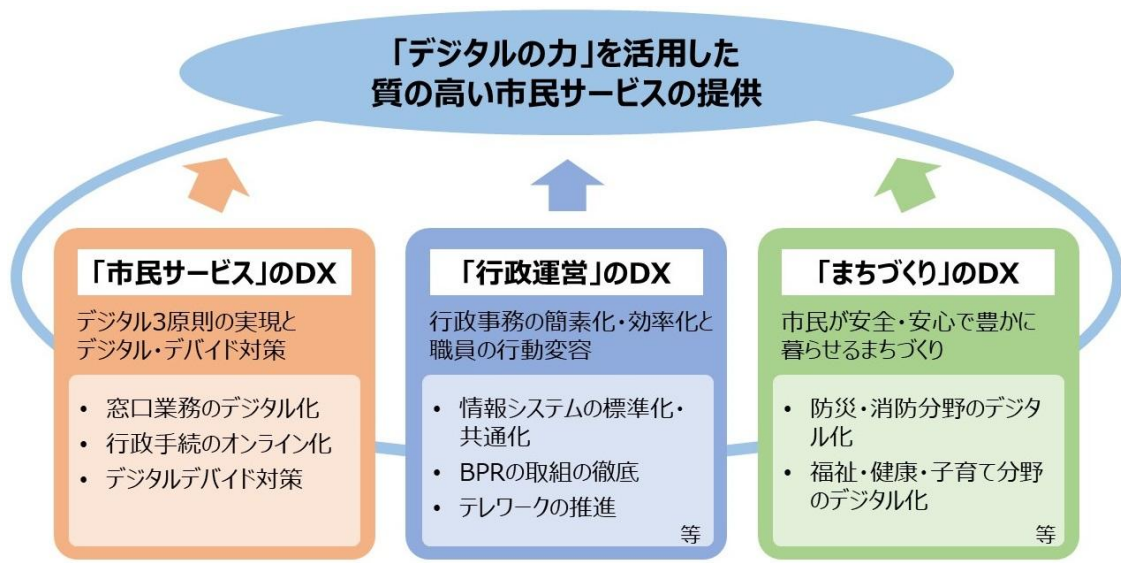 「デジタルの力」を活用した
質の高い市民サービスの提供
「市民サービス」のDX
デジタル3原則の実現と
デジタル・デバイド対策
• 窓口業務のデジタル化
• 行政手続のオンライン化
• デジタルデバイド対策
「行政運営」のDX
行政事務の簡素化・効率化と
職員の行動変容
• 情報システムの標準化・
共通化
• BPRの取組の徹底
• テレワークの推進
等
「まちづくり」のDX
市民が安全・安心で豊かに
暮らせるまちづくり
• 防災・消防分野のデジタ
ル化
• 福祉・健康・子育て分野
のデジタル化
等